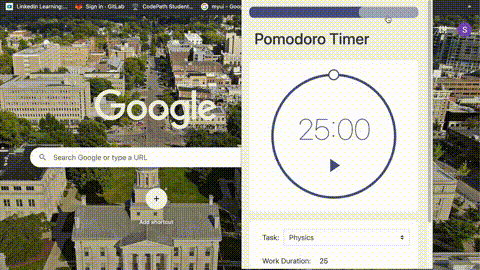 LinkedIn Learning:...
Sign in · GitLab
CodePath Student...
myui - Goo
S
Pomodoro Timer
Google
25:00
Search Google or type a URL
Add shortcut
Task: Physics
Work Duration: 25